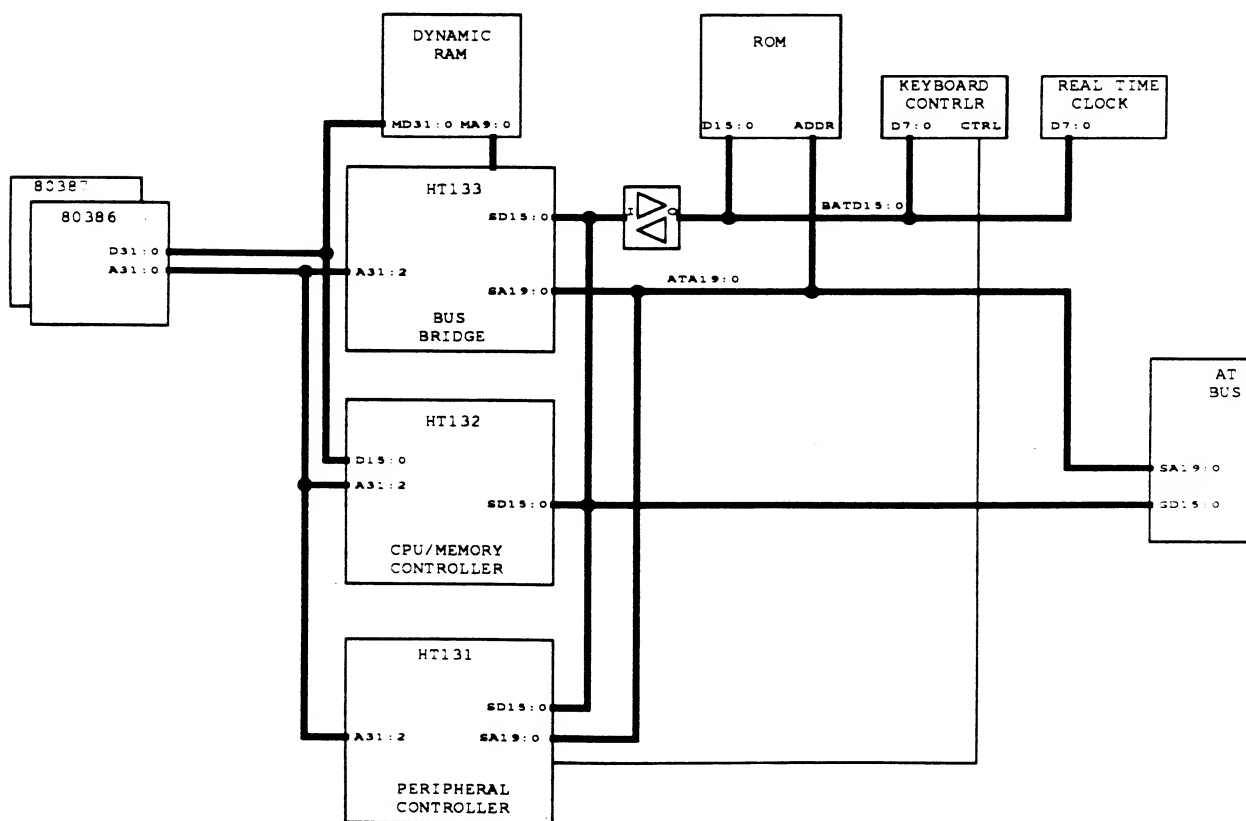 DYNAMIC
RAM
MD31:0 MA9:0
ROM
D15:0 ADDR
KEYBOARD
CONTRLR
D7:0 CTRL
REAL TIME
CLOCK
D7:0
80387
80386
D31:0
A31:0
HT133
SD15:0
A31:2
SA19:0
BUS
BRIDGE
I O
BATD15:0
ATA19:0
AT
BUS
SA19:0
SD15:0
HT132
D15:0
A31:2
SD15:0
CPU/MEMORY
CONTROLLER
HT131
SD15:0
A31:2 SA19:0
PERIPHERAL
CONTROLLER